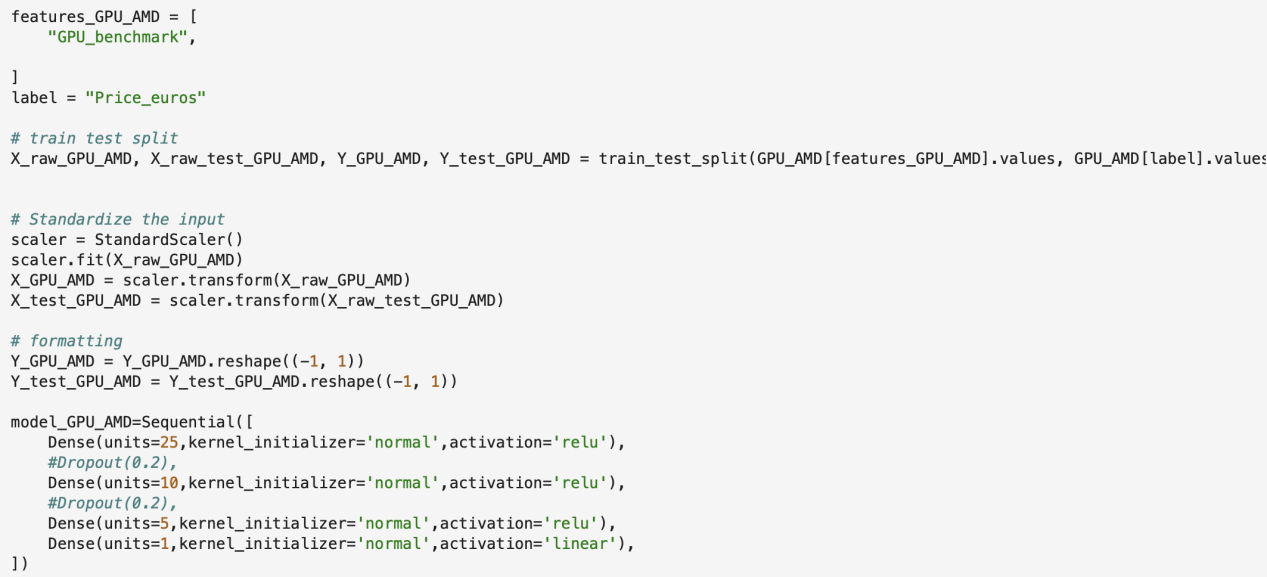 features_GPU_AMD = [
    "GPU_benchmark",
]
label = "Price_euros"
# train test split
X_raw_GPU_AMD, X_raw_test_GPU_AMD, Y_GPU_AMD, Y_test_GPU_AMD = train_test_split(GPU_AMD[features_GPU_AMD].values, GPU_AMD[label].values
# Standardize the input
scaler = StandardScaler()
scaler.fit(X_raw_GPU_AMD)
X_GPU_AMD = scaler.transform(X_raw_GPU_AMD)
X_test_GPU_AMD = scaler.transform(X_raw_test_GPU_AMD)
# formatting
Y_GPU_AMD = Y_GPU_AMD.reshape((-1, 1))
Y_test_GPU_AMD = Y_test_GPU_AMD.reshape((-1, 1))
model_GPU_AMD=Sequential([
    Dense(units=25,kernel_initializer='normal',activation='relu'),
    #Dropout(0.2),
    Dense(units=10,kernel_initializer='normal',activation='relu'),
    #Dropout(0.2),
    Dense(units=5,kernel_initializer='normal',activation='relu'),
    Dense(units=1,kernel_initializer='normal',activation='linear'),
])